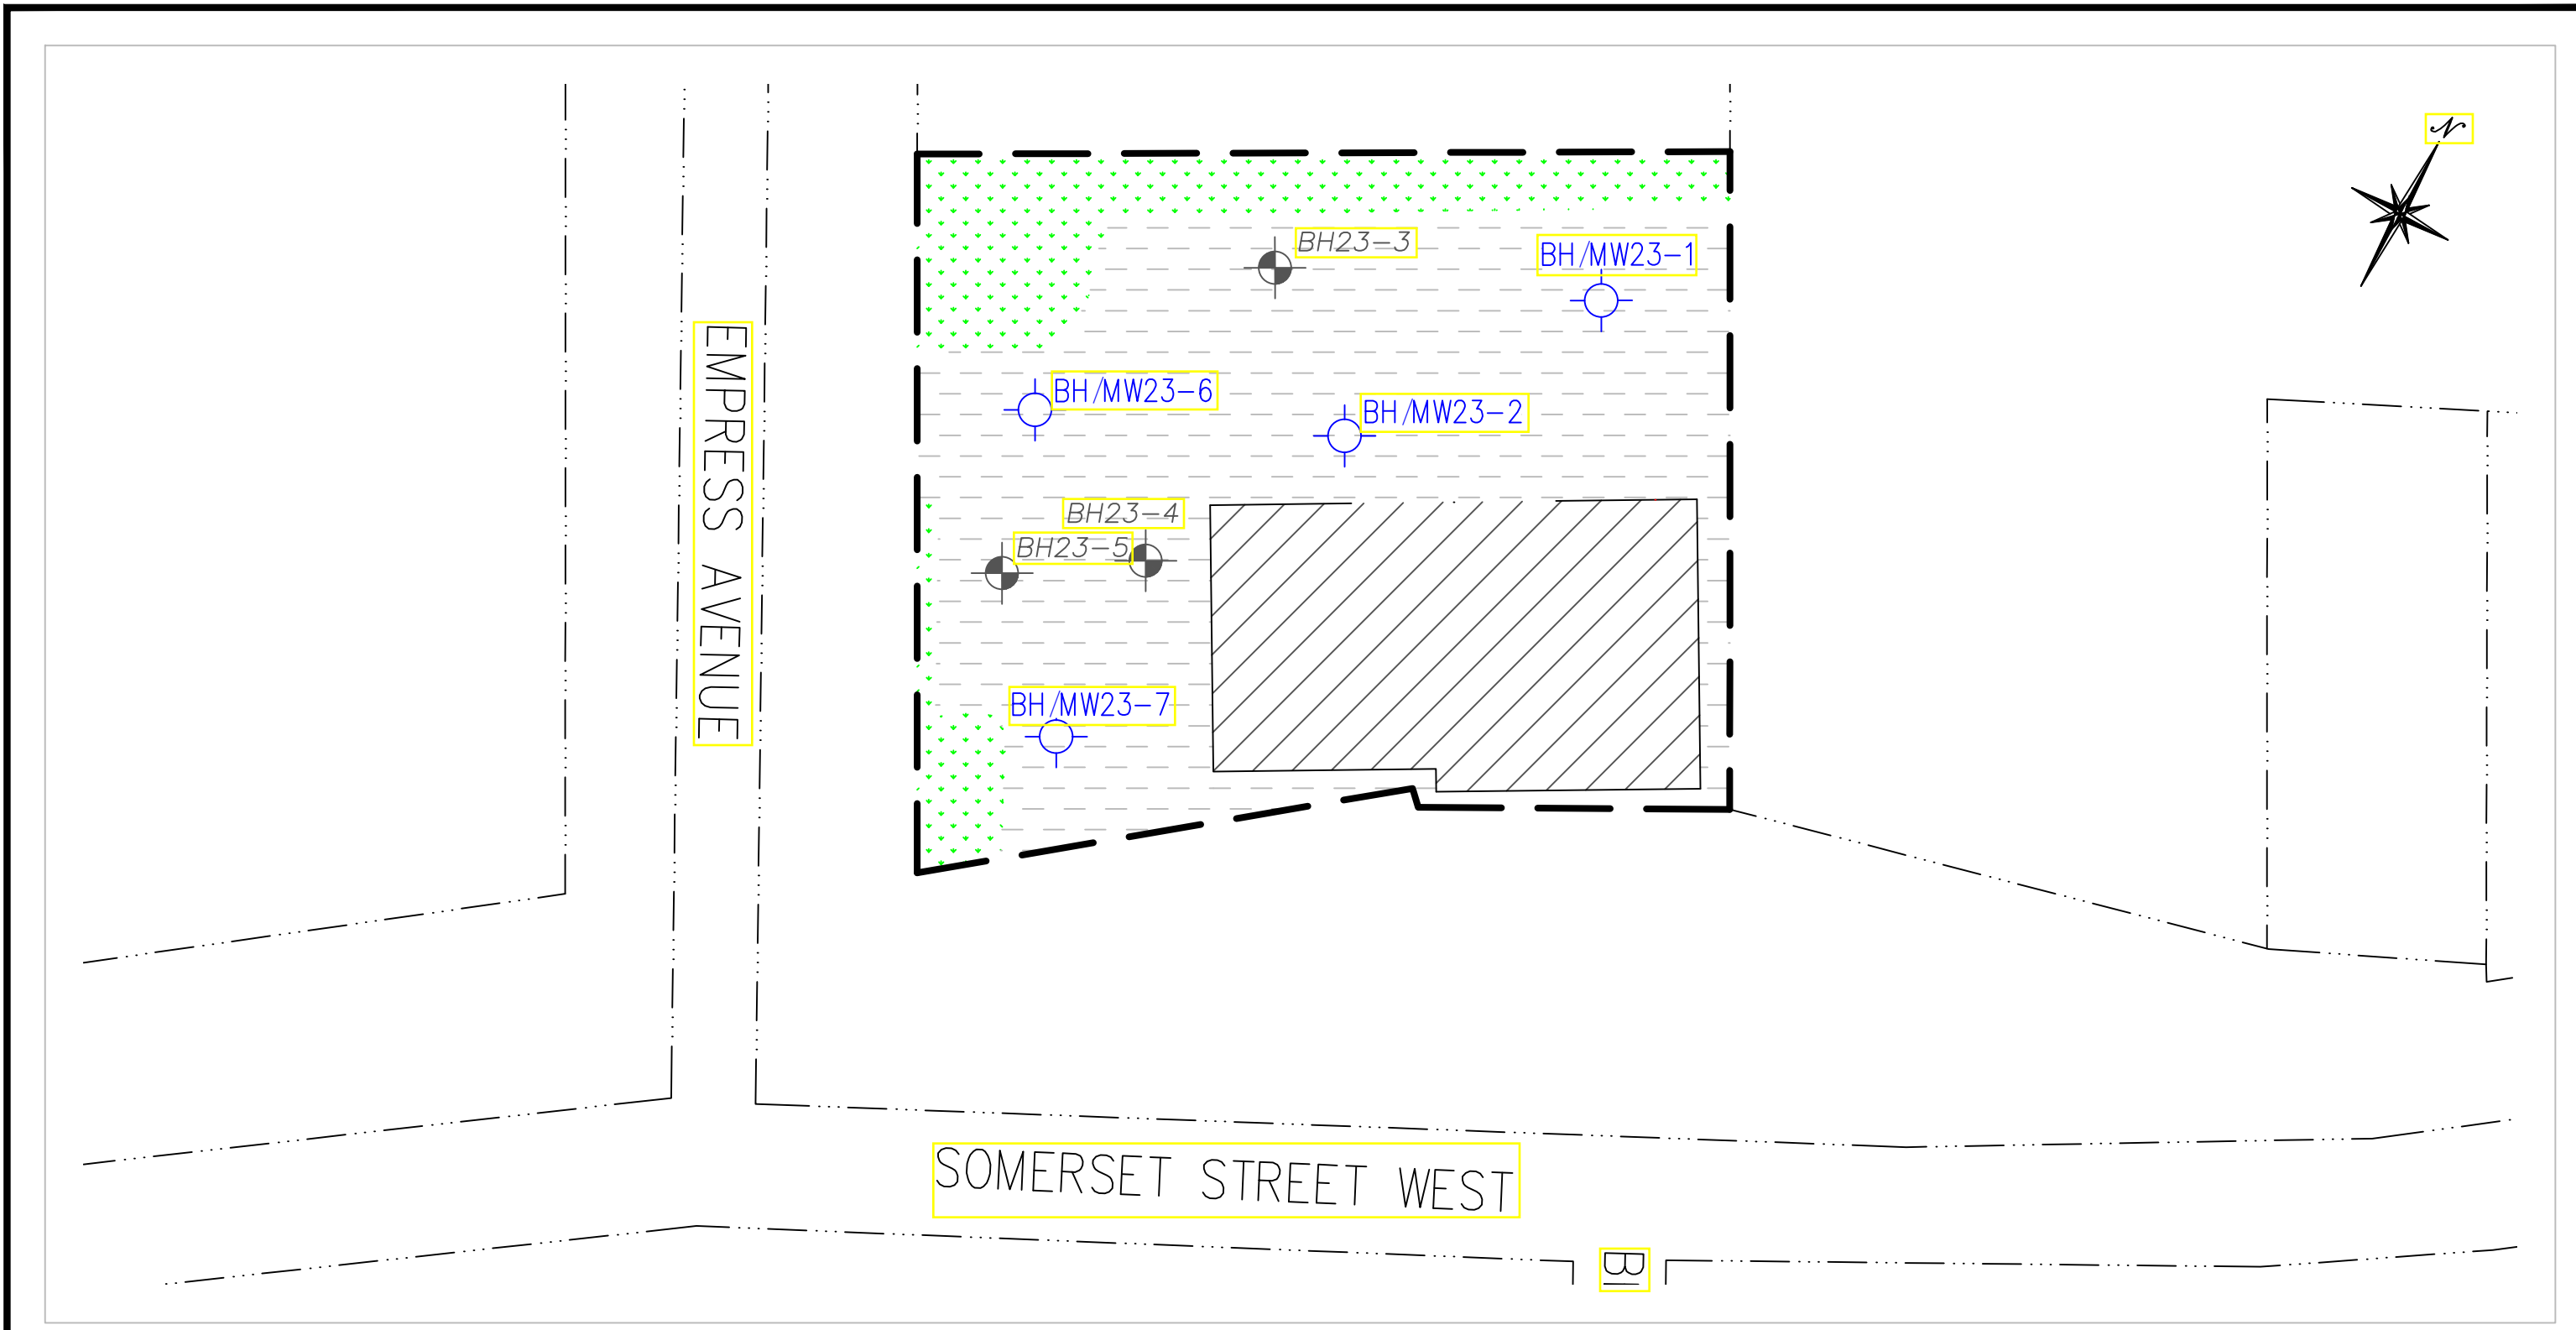 N
BH23-3
BH/MW23-1
BH/MW23-6
BH/MW23-2
EMPRESS AVENUE
BH23-4
BH23-5
BH/MW23-7
SOMERSET STREET WEST
B